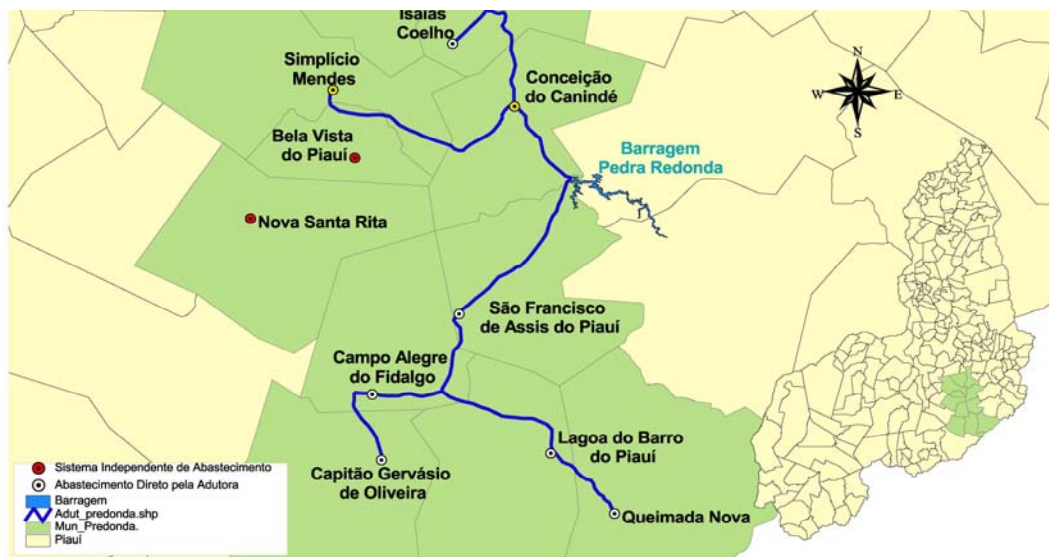 Isaías
Coelho
Simplício
Mendes
Conceição
do Canindé
N
W
E
S
Bela Vista
do Piauí
Barragem
Pedra Redonda
Nova Santa Rita
São Francisco
de Assis do Piauí
Campo Alegre
do Fidalgo
Lagoa do Barro
do Piauí
Capitão Gervásio
de Oliveira
Queimada Nova
Sistema Independente de Abastecimento
Abastecimento Direto pela Adutora
Barragem
Adut_predonda.shp
Mun_Predonda.
Piauí